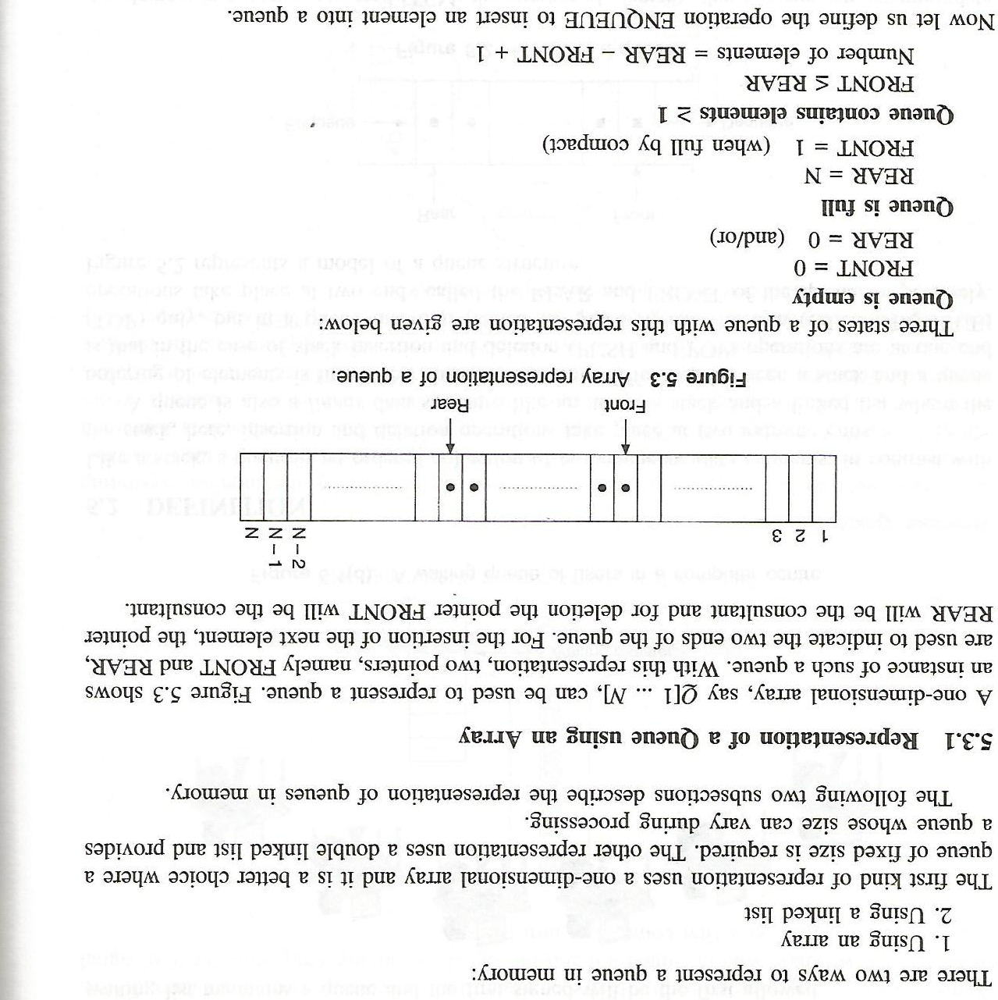 There are two ways to represent a queue in memory:
1. Using an array
2. Using a linked list
The first kind of representation uses a one-dimensional array and it is a better choice where a
queue of fixed size is required. The other representation uses a double linked list and provides
a queue whose size can vary during processing.
The following two subsections describe the representation of queues in memory.
5.3.1 Representation of a Queue using an Array
A one-dimensional array, say Q[1 ... N], can be used to represent a queue. Figure 5.3 shows
an instance of such a queue. With this representation, two pointers, namely FRONT and REAR,
are used to indicate the two ends of the queue. For the insertion of the next element, the pointer
REAR will be the consultant and for deletion the pointer FRONT will be the consultant.
1 2 3 N – 2 N – 1 N
Front Rear
Figure 5.3 Array representation of a queue.
Three states of a queue with this representation are given below:
Queue is empty
FRONT = 0
REAR = 0 (and/or)
Queue is full
REAR = N
FRONT = 1 (when full by compact)
Queue contains elements ≥ 1
FRONT ≤ REAR
Number of elements = REAR – FRONT + 1
Now let us define the operation ENQUEUE to insert an element into a queue.